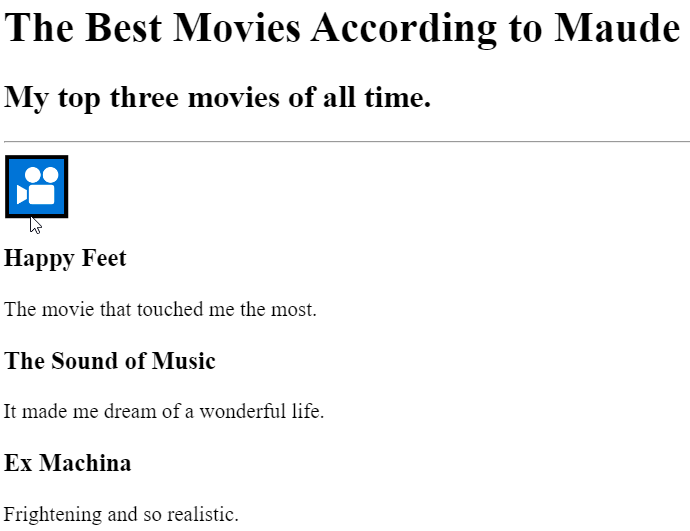 The Best Movies According to Maude
My top three movies of all time.
Happy Feet
The movie that touched me the most.
The Sound of Music
It made me dream of a wonderful life.
Ex Machina
Frightening and so realistic.